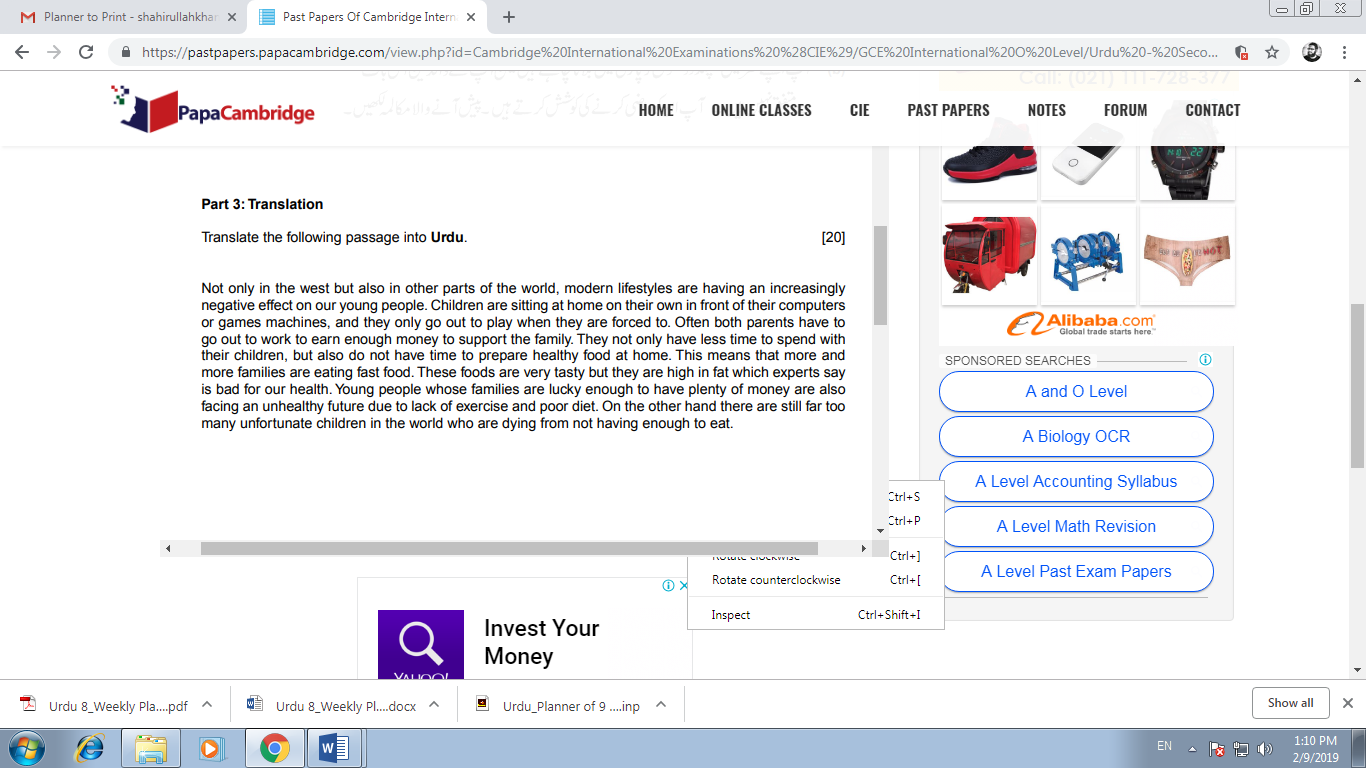 Planner to Print - shahirullahkhan
Past Papers Of Cambridge Intern
https://pastpapers.papacambridge.com/view.php?id=Cambridge%20International%20Examinations%20%28CIE%29/GCE%20International%20O%20Level/Urdu%20-%20Seco...
Call: (021) 111-728-377
PapaCambridge
HOME
ONLINE CLASSES
CIE
PAST PAPERS
NOTES
FORUM
CONTACT
Part 3: Translation
Translate the following passage into Urdu. [20]
Not only in the west but also in other parts of the world, modern lifestyles are having an increasingly
negative effect on our young people. Children are sitting at home on their own in front of their computers
or games machines, and they only go out to play when they are forced to. Often both parents have to
go out to work to earn enough money to support the family. They not only have less time to spend with
their children, but also do not have time to prepare healthy food at home. This means that more and
more families are eating fast food. These foods are very tasty but they are high in fat which experts say
is bad for our health. Young people whose families are lucky enough to have plenty of money are also
facing an unhealthy future due to lack of exercise and poor diet. On the other hand there are still far too
many unfortunate children in the world who are dying from not having enough to eat.
Alibaba.com
Global trade starts here.™
SPONSORED SEARCHES
A and O Level
A Biology OCR
A Level Accounting Syllabus
A Level Math Revision
A Level Past Exam Papers
Ctrl+S
Ctrl+P
Rotate clockwise Ctrl+]
Rotate counterclockwise Ctrl+[
Inspect Ctrl+Shift+I
Invest Your
Money
YAHOO!
Urdu 8_Weekly Pla....pdf
Urdu 8_Weekly Pl....docx
Urdu_Planner of 9 ....inp
Show all
EN
1:10 PM
2/9/2019